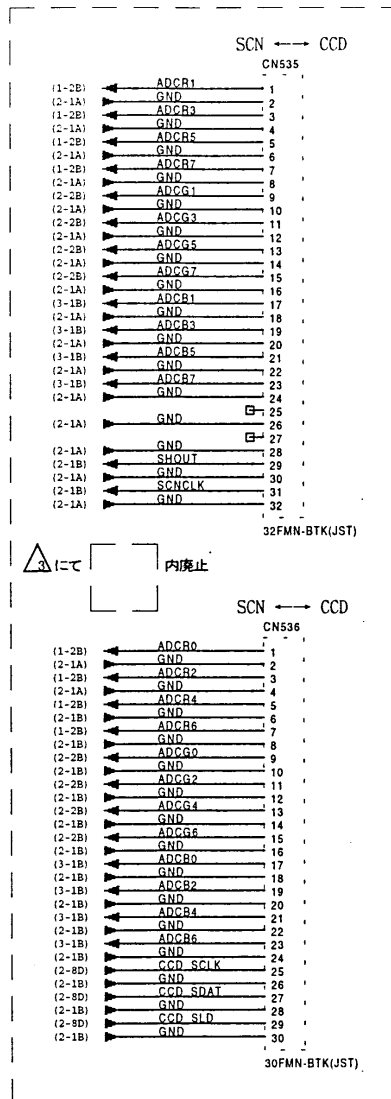 SCN ←→ CCD
CN535
(1-2B) ADCR1 1
(2-1A) GND 2
(1-2B) ADCR3 3
(2-1A) GND 4
(1-2B) ADCR5 5
(2-1A) GND 6
(1-2B) ADCR7 7
(2-1A) GND 8
(2-2B) ADCG1 9
(2-1A) GND 10
(2-2B) ADCG3 11
(2-1A) GND 12
(2-2B) ADCG5 13
(2-1A) GND 14
(2-2B) ADCG7 15
(2-1A) GND 16
(3-1B) ADCB1 17
(2-1A) GND 18
(3-1B) ADCB3 19
(2-1A) GND 20
(3-1B) ADCB5 21
(2-1A) GND 22
(3-1B) ADCB7 23
(2-1A) GND 24
25
(2-1A) GND 26
27
(2-1A) GND 28
(2-1B) SHOUT 29
(2-1A) GND 30
(2-1B) SCNCLK 31
(2-1A) GND 32
32FMN-BTK(JST)
3 にて 内廃止
SCN ←→ CCD
CN536
(1-2B) ADCR0 1
(2-1A) GND 2
(1-2B) ADCR2 3
(2-1A) GND 4
(1-2B) ADCR4 5
(2-1B) GND 6
(1-2B) ADCR6 7
(2-1B) GND 8
(2-2B) ADCG0 9
(2-1B) GND 10
(2-2B) ADCG2 11
(2-1B) GND 12
(2-2B) ADCG4 13
(2-1B) GND 14
(2-2B) ADCG6 15
(2-1B) GND 16
(3-1B) ADCB0 17
(2-1B) GND 18
(3-1B) ADCB2 19
(2-1B) GND 20
(3-1B) ADCB4 21
(2-1B) GND 22
(3-1B) ADCB6 23
(2-1B) GND 24
(2-8D) CCD SCLK 25
(2-1B) GND 26
(2-8D) CCD SDAT 27
(2-1B) GND 28
(2-8D) CCD SLD 29
(2-1B) GND 30
30FMN-BTK(JST)